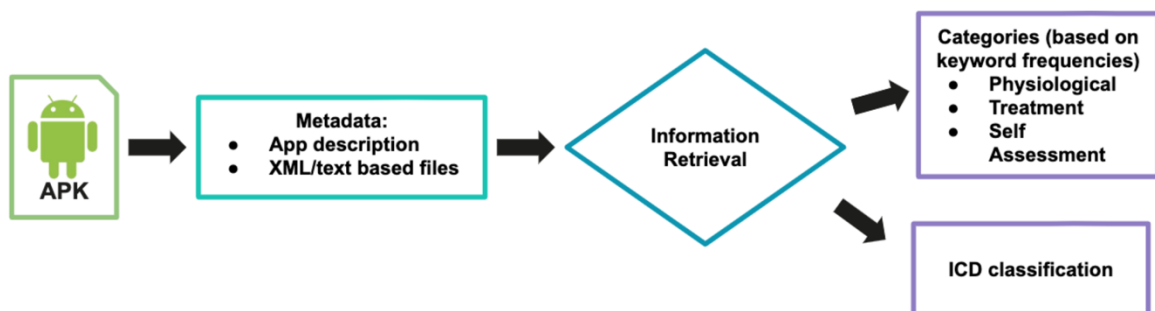 APK
Metadata:
● App description
● XML/text based files
Information
Retrieval
Categories (based on
keyword frequencies)
● Physiological
● Treatment
● Self
Assessment
ICD classification